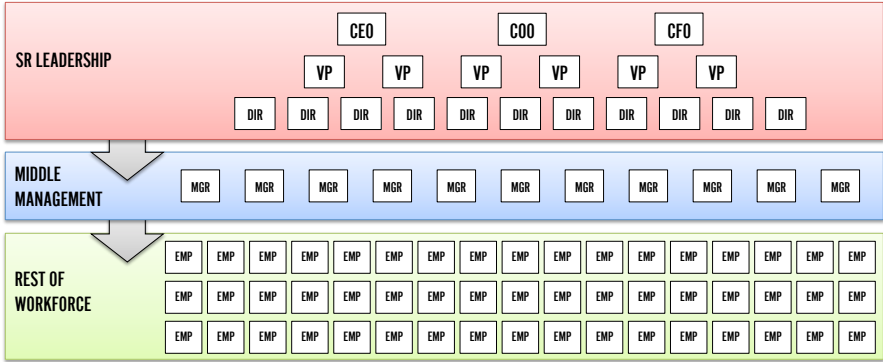 CEO COO CFO
SR LEADERSHIP
VP VP VP VP VP VP
DIR DIR DIR DIR DIR DIR DIR DIR DIR DIR DIR
MIDDLE
MANAGEMENT
MGR MGR MGR MGR MGR MGR MGR MGR MGR MGR MGR
EMP EMP EMP EMP EMP EMP EMP EMP EMP EMP EMP EMP EMP EMP EMP EMP EMP
REST OF
WORKFORCE
EMP EMP EMP EMP EMP EMP EMP EMP EMP EMP EMP EMP EMP EMP EMP EMP EMP
EMP EMP EMP EMP EMP EMP EMP EMP EMP EMP EMP EMP EMP EMP EMP EMP EMP